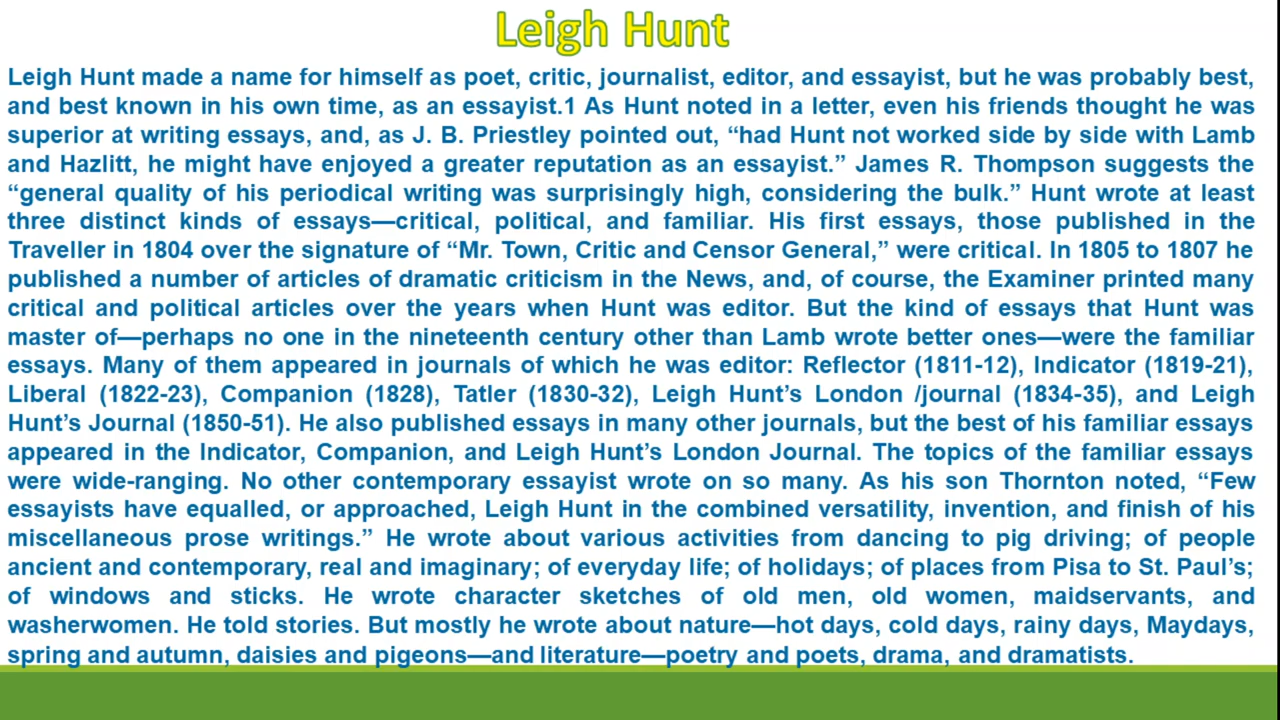 Leigh Hunt
Leigh Hunt made a name for himself as poet, critic, journalist, editor, and essayist, but he was probably best,
and best known in his own time, as an essayist.1 As Hunt noted in a letter, even his friends thought he was
superior at writing essays, and, as J. B. Priestley pointed out, “had Hunt not worked side by side with Lamb
and Hazlitt, he might have enjoyed a greater reputation as an essayist.” James R. Thompson suggests the
“general quality of his periodical writing was surprisingly high, considering the bulk.” Hunt wrote at least
three distinct kinds of essays—critical, political, and familiar. His first essays, those published in the
Traveller in 1804 over the signature of “Mr. Town, Critic and Censor General,” were critical. In 1805 to 1807 he
published a number of articles of dramatic criticism in the News, and, of course, the Examiner printed many
critical and political articles over the years when Hunt was editor. But the kind of essays that Hunt was
master of—perhaps no one in the nineteenth century other than Lamb wrote better ones—were the familiar
essays. Many of them appeared in journals of which he was editor: Reflector (1811-12), Indicator (1819-21),
Liberal (1822-23), Companion (1828), Tatler (1830-32), Leigh Hunt’s London /journal (1834-35), and Leigh
Hunt’s Journal (1850-51). He also published essays in many other journals, but the best of his familiar essays
appeared in the Indicator, Companion, and Leigh Hunt’s London Journal. The topics of the familiar essays
were wide-ranging. No other contemporary essayist wrote on so many. As his son Thornton noted, “Few
essayists have equalled, or approached, Leigh Hunt in the combined versatility, invention, and finish of his
miscellaneous prose writings.” He wrote about various activities from dancing to pig driving; of people
ancient and contemporary, real and imaginary; of everyday life; of holidays; of places from Pisa to St. Paul’s;
of windows and sticks. He wrote character sketches of old men, old women, maidservants, and
washerwomen. He told stories. But mostly he wrote about nature—hot days, cold days, rainy days, Maydays,
spring and autumn, daisies and pigeons—and literature—poetry and poets, drama, and dramatists.